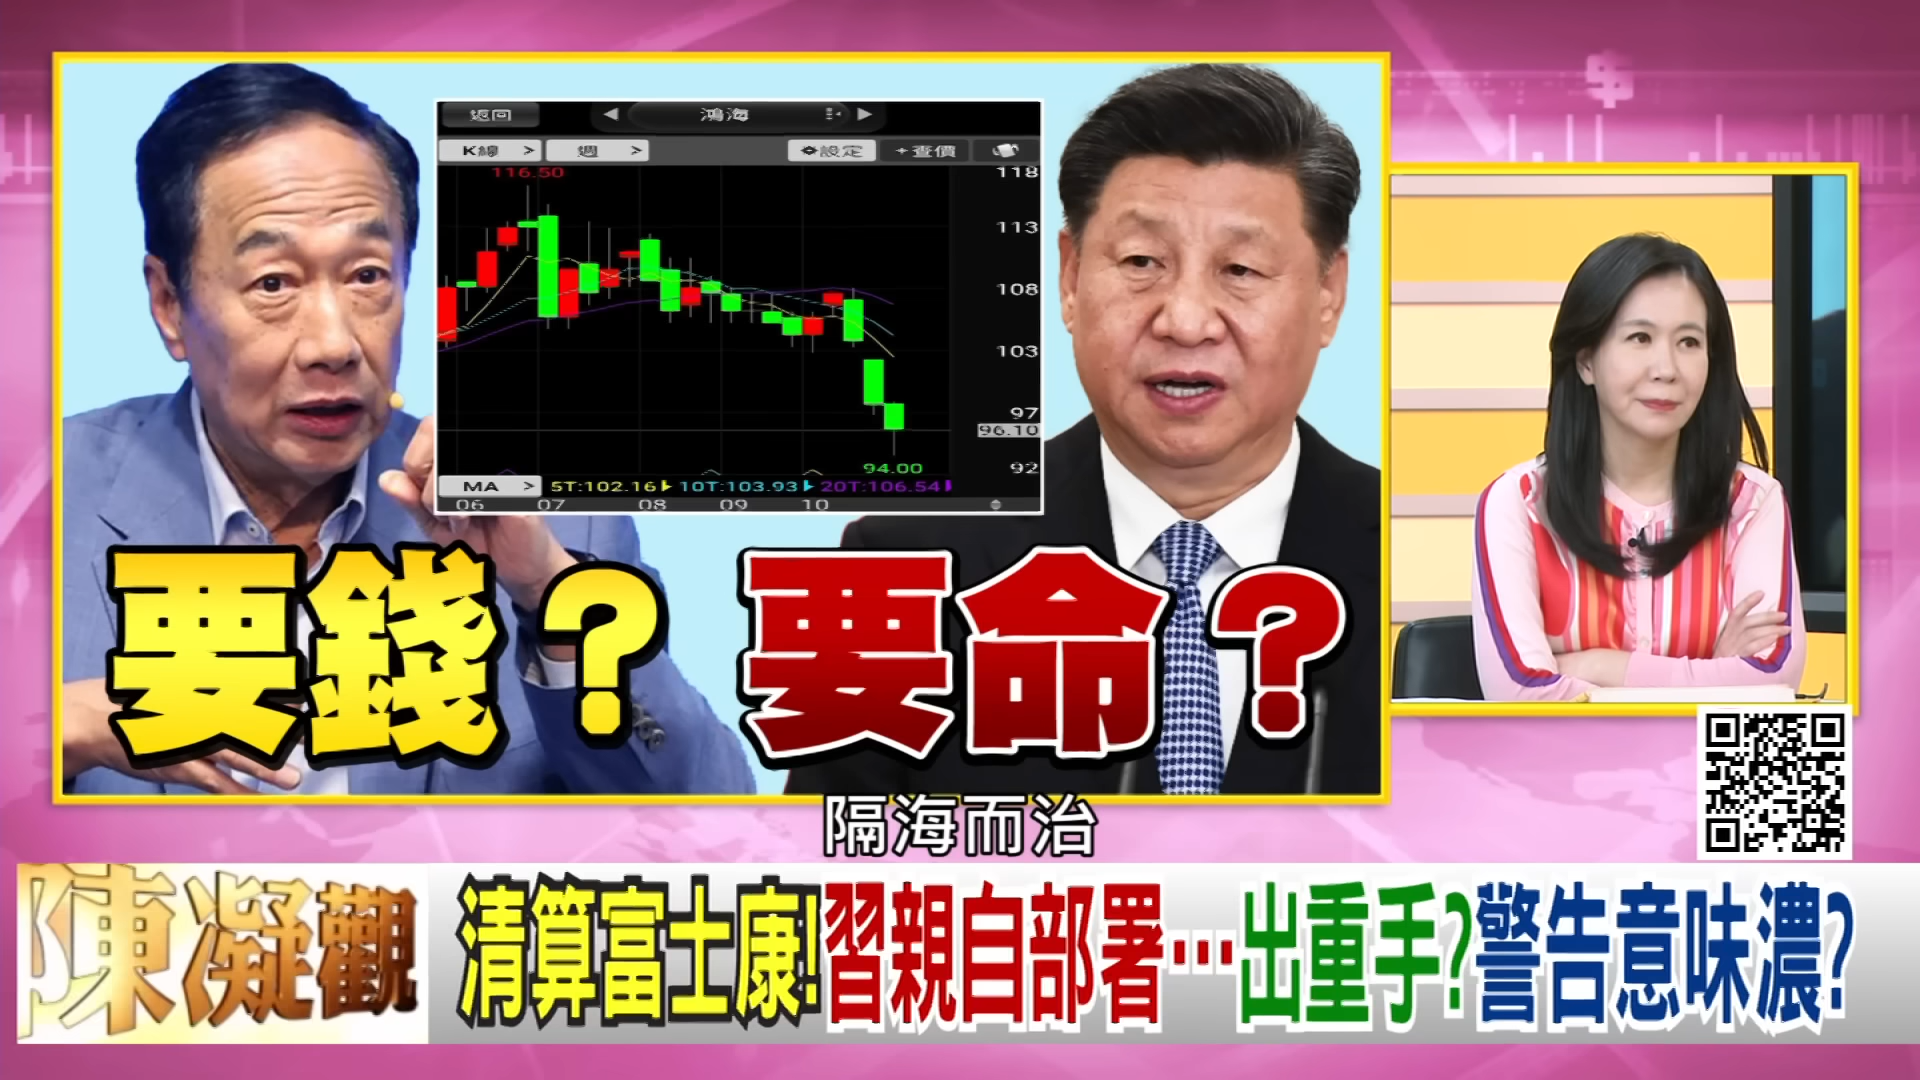 返回
鴻海
K線 >
週 >
設定
+查價
116.50
118
113
108
103
97
96.10
94.00
92
MA >
5T:102.16
10T:103.93
20T:106.54
06 07 08 09 10
要錢？ 要命？
隔海而治
陳凝觀
清算富士康!習親自部署…出重手?警告意味濃?